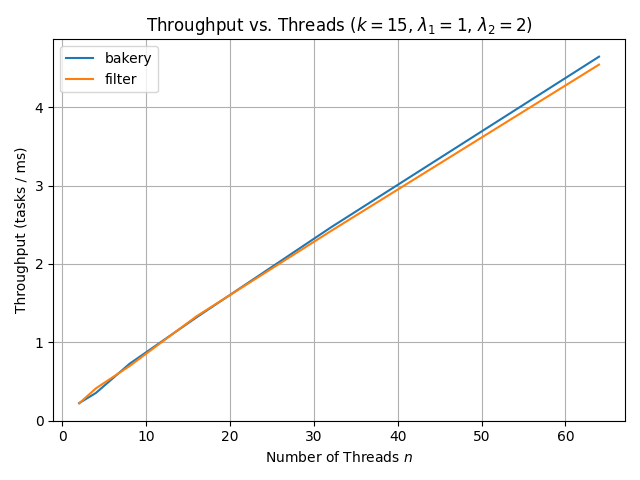 Throughput vs. Threads (k = 15, λ₁ = 1, λ₂ = 2)
bakery
filter
Throughput (tasks / ms)
4
3
2
1
0
0 10 20 30 40 50 60
Number of Threads n